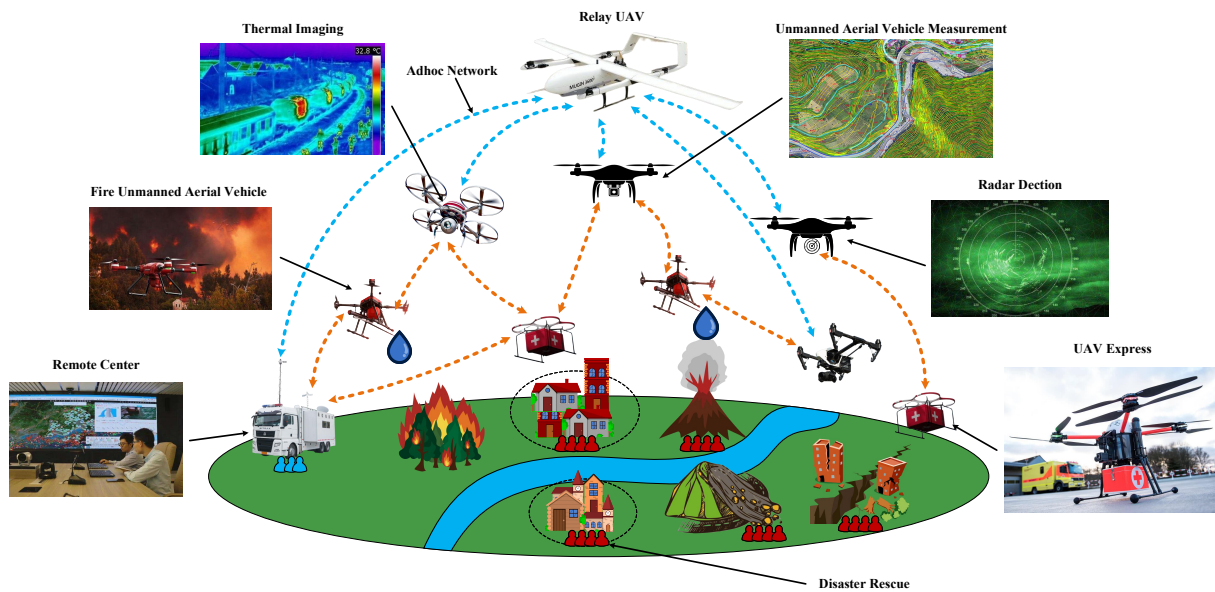 Relay UAV
Thermal Imaging
Unmanned Aerial Vehicle Measurement
32.8 °C
Adhoc Network
Fire Unmanned Aerial Vehicle
Radar Dection
Remote Center
UAV Express
Disaster Rescue